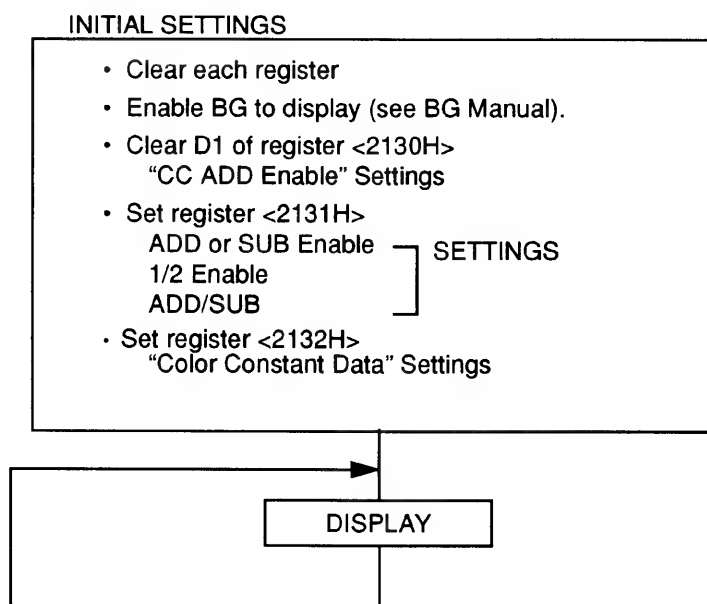 INITIAL SETTINGS
• Clear each register
• Enable BG to display (see BG Manual).
• Clear D1 of register <2130H>
"CC ADD Enable" Settings
• Set register <2131H>
ADD or SUB Enable
1/2 Enable
ADD/SUB
SETTINGS
• Set register <2132H>
"Color Constant Data" Settings
DISPLAY